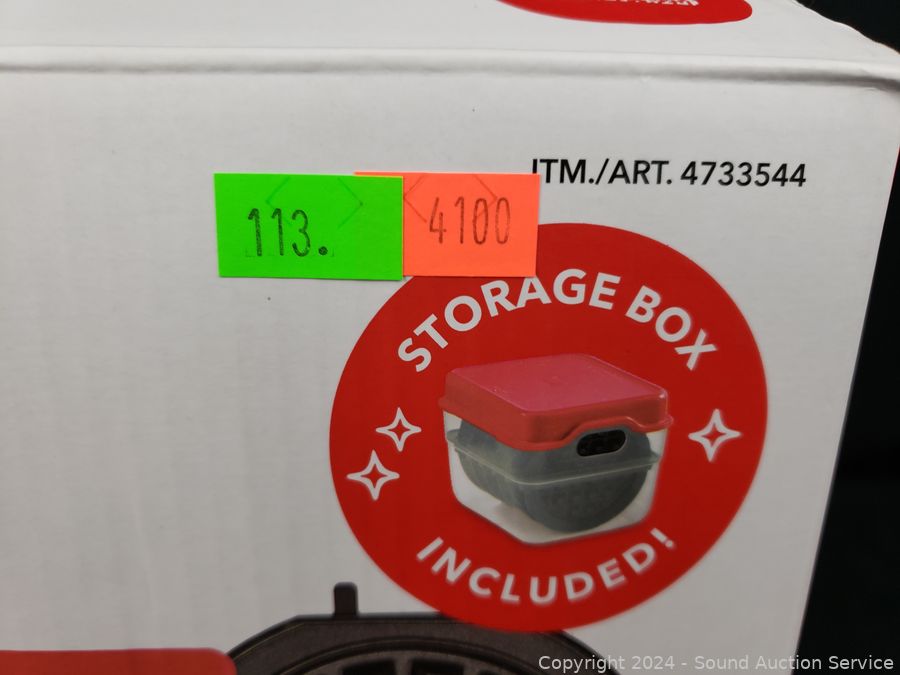 ITM./ART. 4733544
113.
4100
STORAGE BOX
INCLUDED!
Copyright 2024 - Sound Auction Service